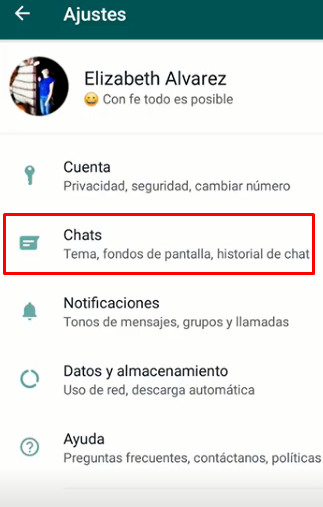 Ajustes
Elizabeth Alvarez
😀 Con fe todo es posible
Cuenta
Privacidad, seguridad, cambiar número
Chats
Tema, fondos de pantalla, historial de chat
Notificaciones
Tonos de mensajes, grupos y llamadas
Datos y almacenamiento
Uso de red, descarga automática
Ayuda
Preguntas frecuentes, contáctanos, políticas